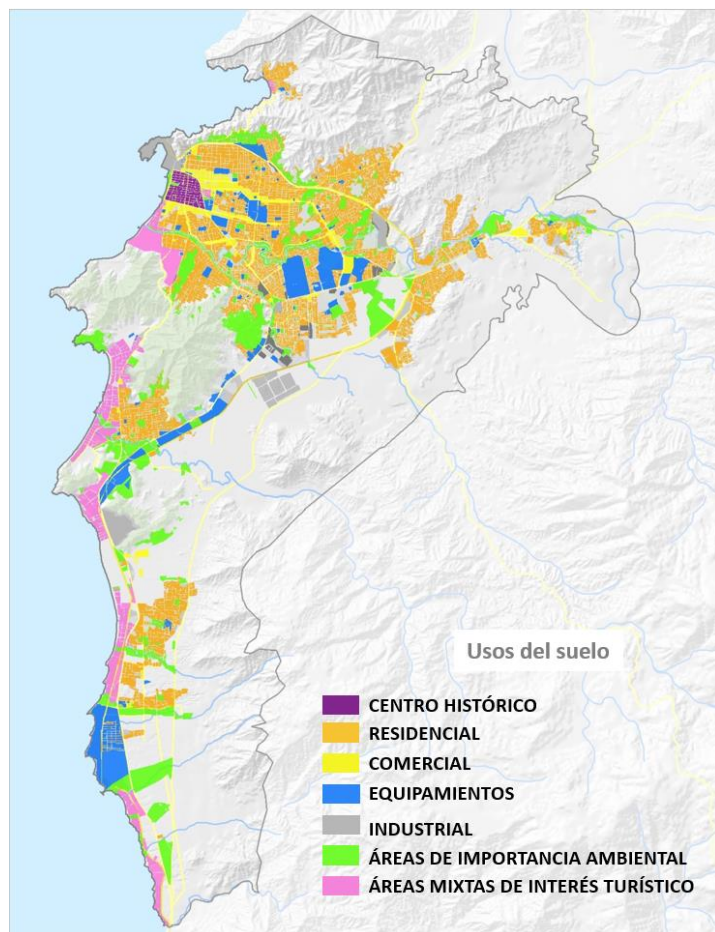 Usos del suelo
CENTRO HISTÓRICO
RESIDENCIAL
COMERCIAL
EQUIPAMIENTOS
INDUSTRIAL
ÁREAS DE IMPORTANCIA AMBIENTAL
ÁREAS MIXTAS DE INTERÉS TURÍSTICO